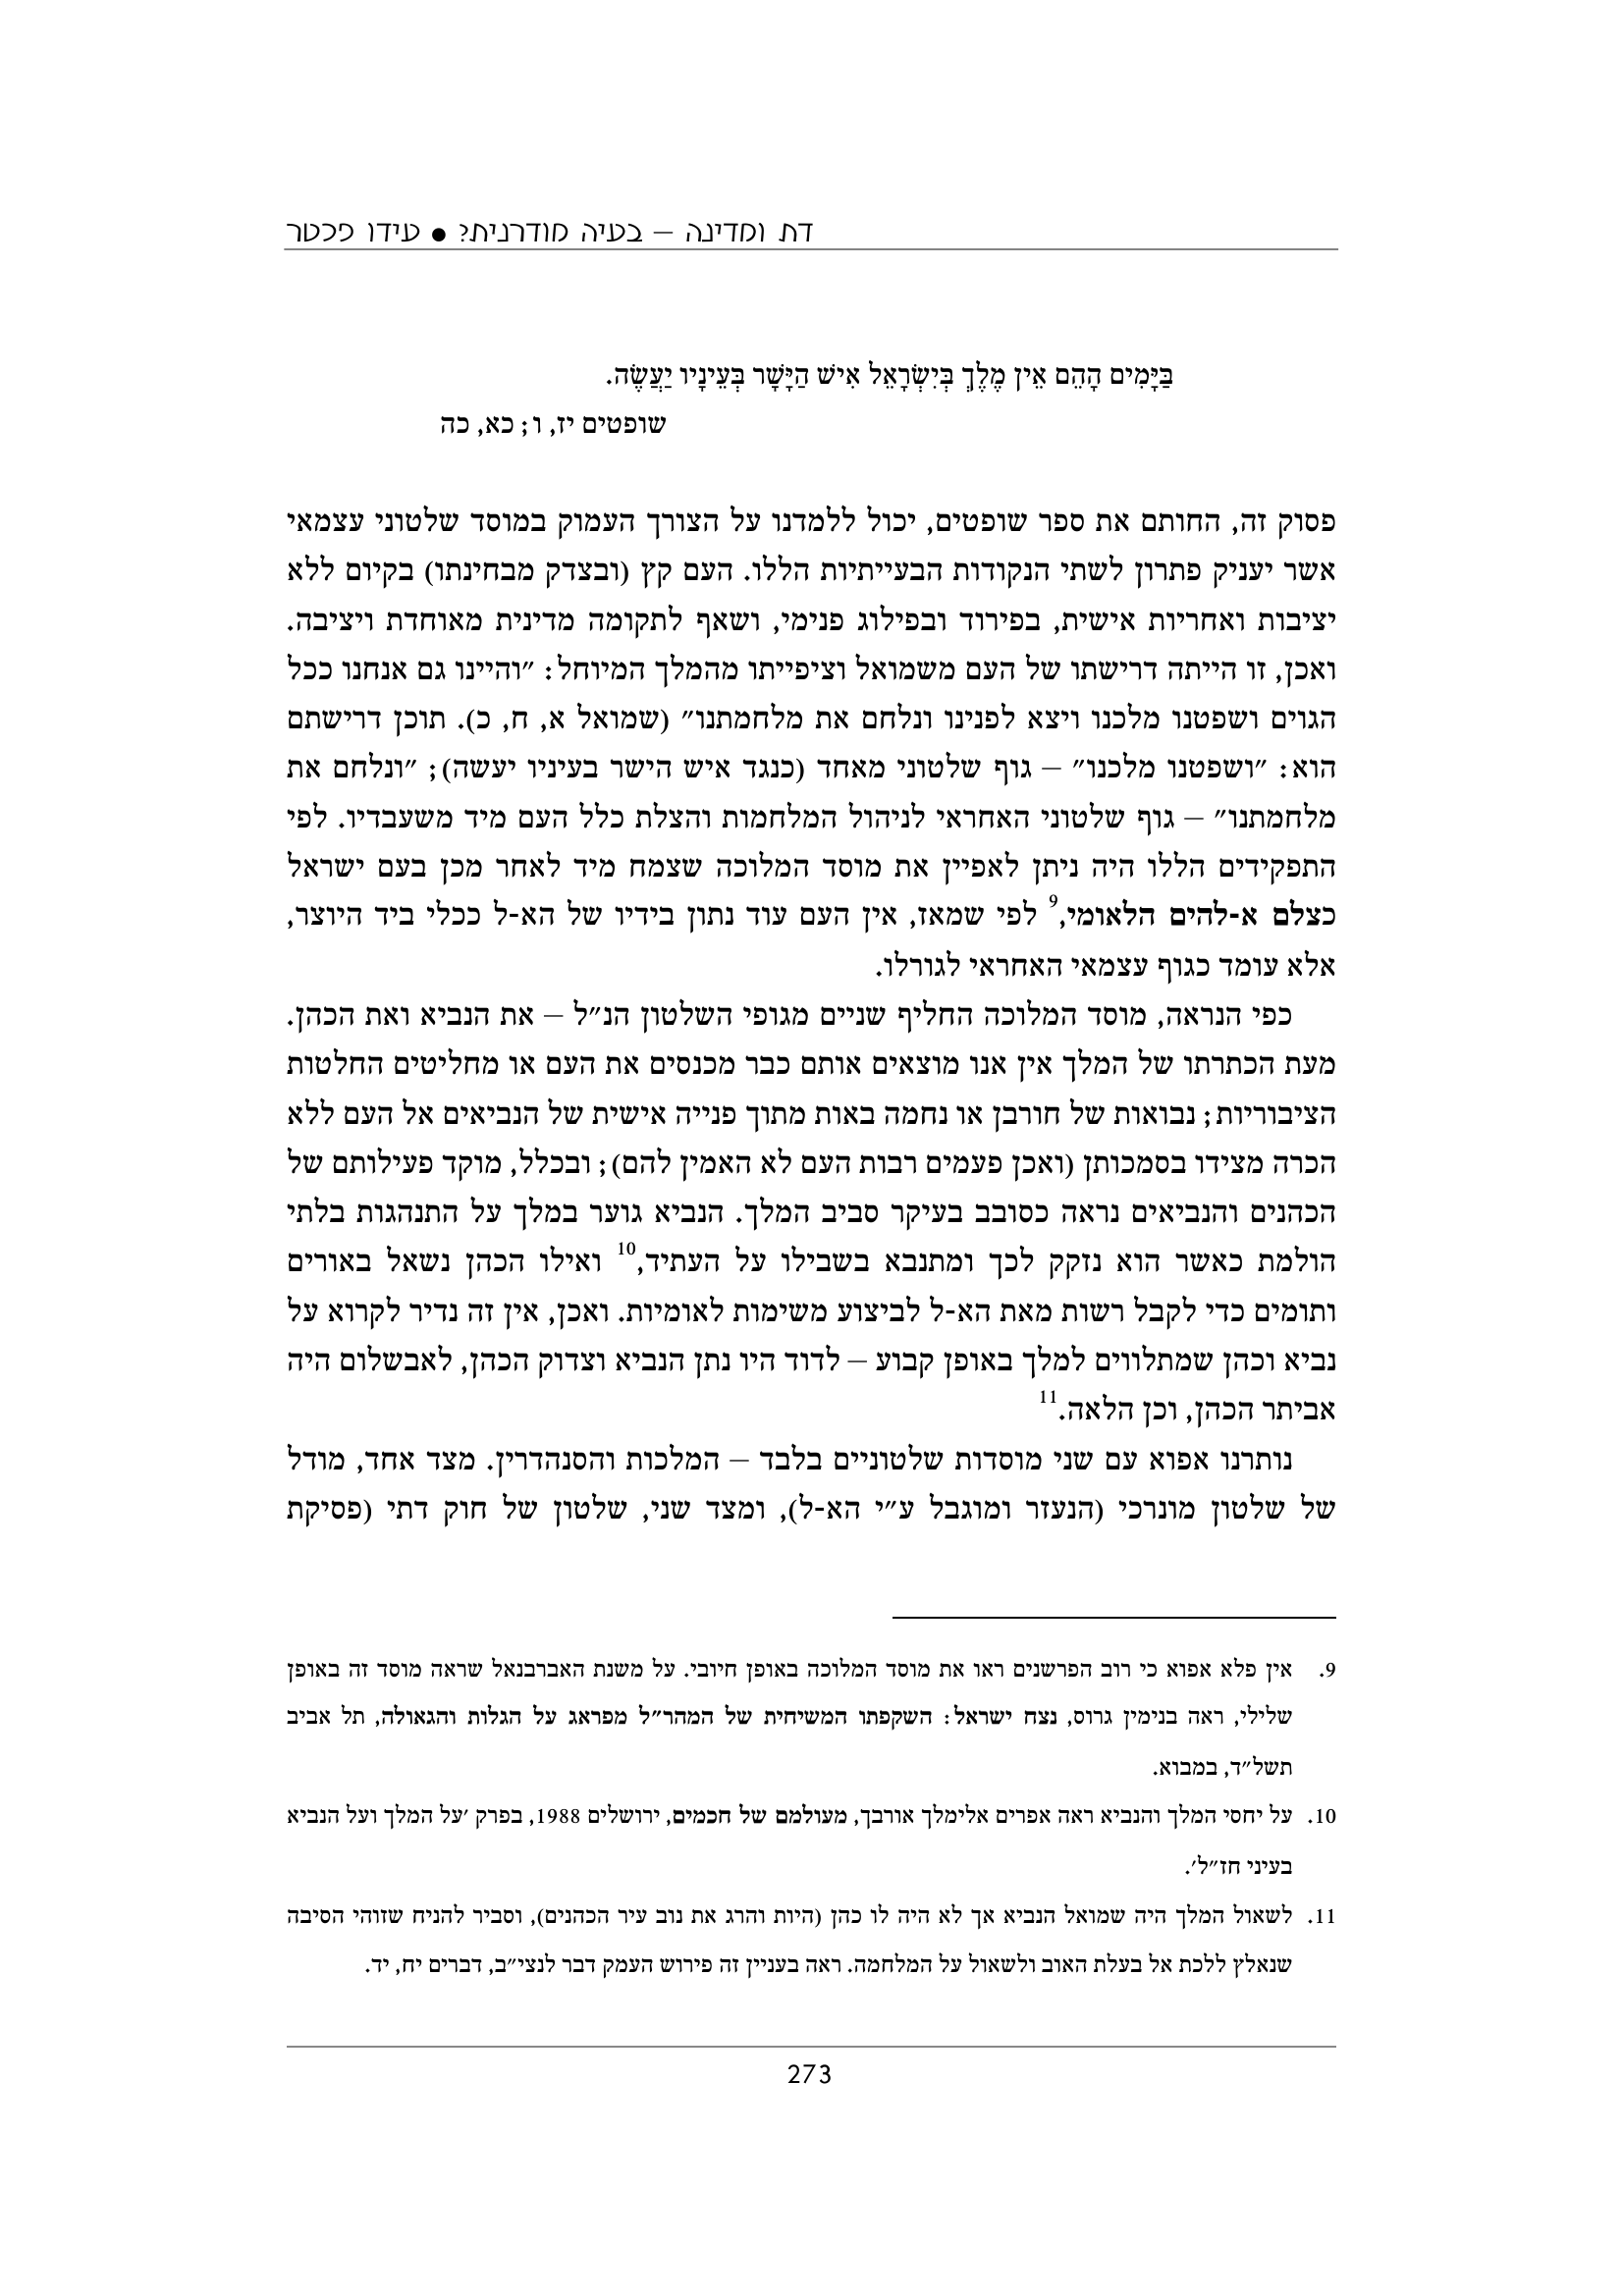 דת ומדינה – בעיה מודרנית? ● עידו פכטר
בַּיָּמִים הָהֵם אֵין מֶלֶךְ בְּיִשְׂרָאֵל אִישׁ הַיָּשָׁר בְּעֵינָיו יַעֲשֶׂה.
שופטים יז, ו; כא, כה
פסוק זה, החותם את ספר שופטים, יכול ללמדנו על הצורך העמוק במוסד שלטוני עצמאי
אשר יעניק פתרון לשתי הנקודות הבעייתיות הללו. העם קץ (ובצדק מבחינתו) בקיום ללא
יציבות ואחריות אישית, בפירוד ובפילוג פנימי, ושאף לתקומה מדינית מאוחדת ויציבה.
ואכן, זו הייתה דרישתו של העם משמואל וציפייתו מהמלך המיוחל: ״והיינו גם אנחנו ככל
הגוים ושפטנו מלכנו ויצא לפנינו ונלחם את מלחמתנו״ (שמואל א, ח, כ). תוכן דרישתם
הוא: ״ושפטנו מלכנו״ – גוף שלטוני מאחד (כנגד איש הישר בעיניו יעשה); ״ונלחם את
מלחמתנו״ – גוף שלטוני האחראי לניהול המלחמות והצלת כלל העם מיד משעבדיו. לפי
התפקידים הללו היה ניתן לאפיין את מוסד המלוכה שצמח מיד לאחר מכן בעם ישראל
כצלם א-להים הלאומי,9 לפי שמאז, אין העם עוד נתון בידיו של הא-ל ככלי ביד היוצר,
אלא עומד כגוף עצמאי האחראי לגורלו.
כפי הנראה, מוסד המלוכה החליף שניים מגופי השלטון הנ״ל – את הנביא ואת הכהן.
מעת הכתרתו של המלך אין אנו מוצאים אותם כבר מכנסים את העם או מחליטים החלטות
הציבוריות; נבואות של חורבן או נחמה באות מתוך פנייה אישית של הנביאים אל העם ללא
הכרה מצידו בסמכותן (ואכן פעמים רבות העם לא האמין להם); ובכלל, מוקד פעילותם של
הכהנים והנביאים נראה כסובב בעיקר סביב המלך. הנביא גוער במלך על התנהגות בלתי
הולמת כאשר הוא נזקק לכך ומתנבא בשבילו על העתיד,10 ואילו הכהן נשאל באורים
ותומים כדי לקבל רשות מאת הא-ל לביצוע משימות לאומיות. ואכן, אין זה נדיר לקרוא על
נביא וכהן שמתלווים למלך באופן קבוע – לדוד היו נתן הנביא וצדוק הכהן, לאבשלום היה
אביתר הכהן, וכן הלאה.11
נותרנו אפוא עם שני מוסדות שלטוניים בלבד – המלכות והסנהדרין. מצד אחד, מודל
של שלטון מונרכי (הנעזר ומוגבל ע״י הא-ל), ומצד שני, שלטון של חוק דתי (פסיקת
9. אין פלא אפוא כי רוב הפרשנים ראו את מוסד המלוכה באופן חיובי. על משנת האברבנאל שראה מוסד זה באופן
שלילי, ראה בנימין גרוס, נצח ישראל: השקפתו המשיחית של המהר״ל מפראג על הגלות והגאולה, תל אביב
תשל״ד, במבוא.
10. על יחסי המלך והנביא ראה אפרים אלימלך אורבך, מעולמם של חכמים, ירושלים 1988, בפרק ׳על המלך ועל הנביא
בעיני חז״ל׳.
11. לשאול המלך היה שמואל הנביא אך לא היה לו כהן (היות והרג את נוב עיר הכהנים), וסביר להניח שזוהי הסיבה
שנאלץ ללכת אל בעלת האוב ולשאול על המלחמה. ראה בעניין זה פירוש העמק דבר לנצי״ב, דברים יח, יד.
273